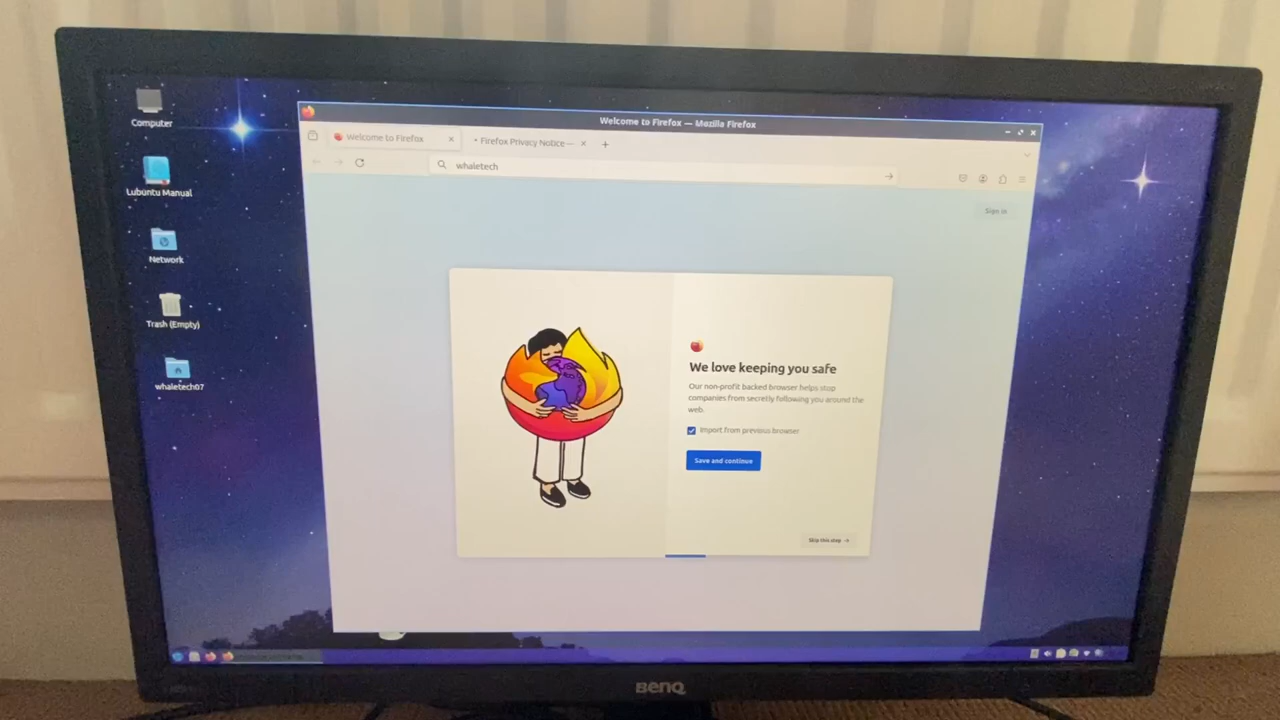 Computer
Lubuntu Manual
Network
Trash (Empty)
whaletech07
Welcome to Firefox — Mozilla Firefox
Welcome to Firefox
Firefox Privacy Notice —
whaletech
Sign in
We love keeping you safe
Our non-profit backed browser helps stop
companies from secretly following you around the
web.
Import from previous browser
Save and continue
Skip this step
BenQ